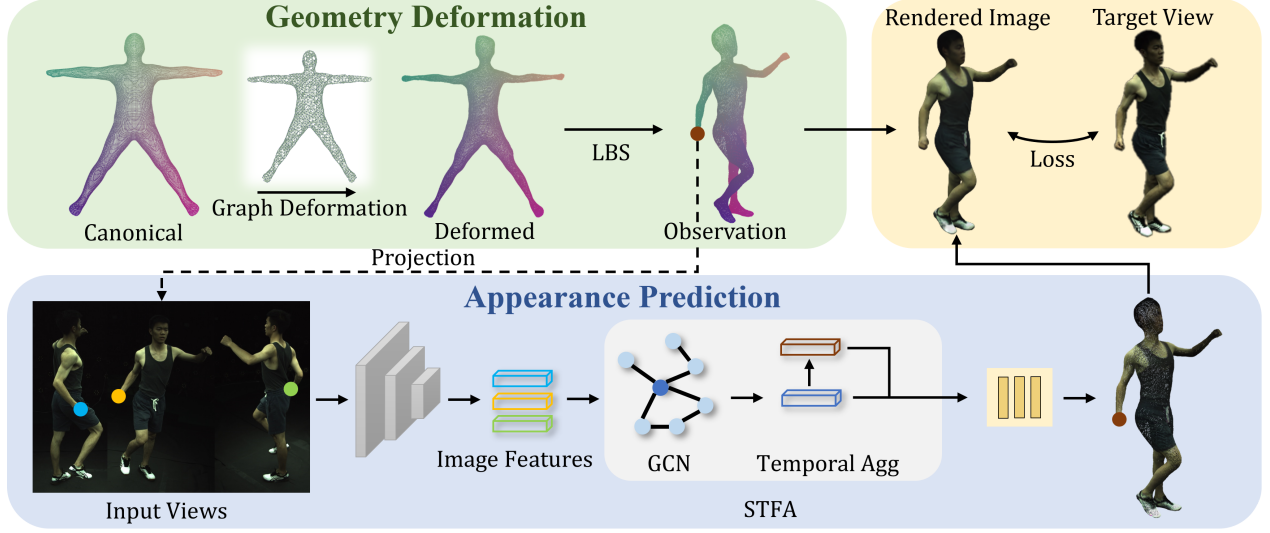 Geometry Deformation
Rendered Image
Target View
Graph Deformation
LBS
Loss
Canonical
Deformed
Observation
Projection
Appearance Prediction
Image Features
GCN
Temporal Agg
Input Views
STFA